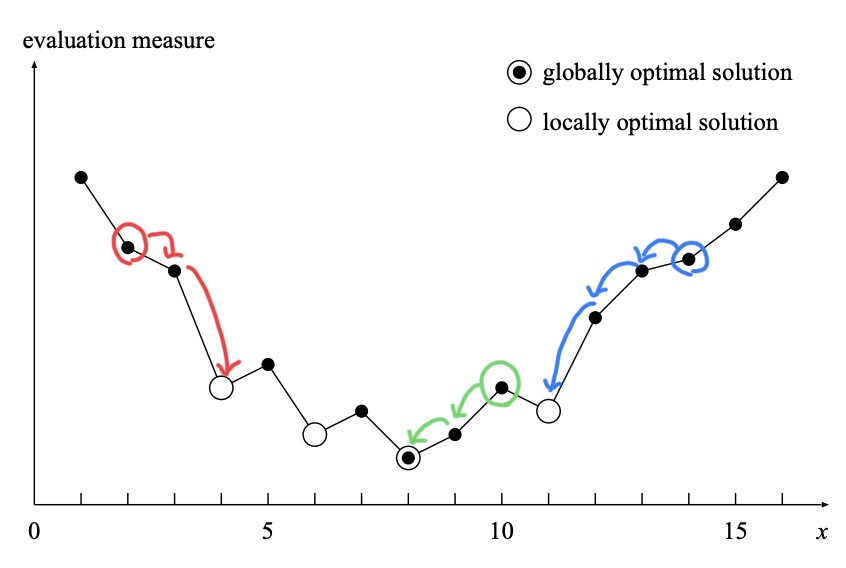 evaluation measure
globally optimal solution
locally optimal solution
0 5 10 15 x